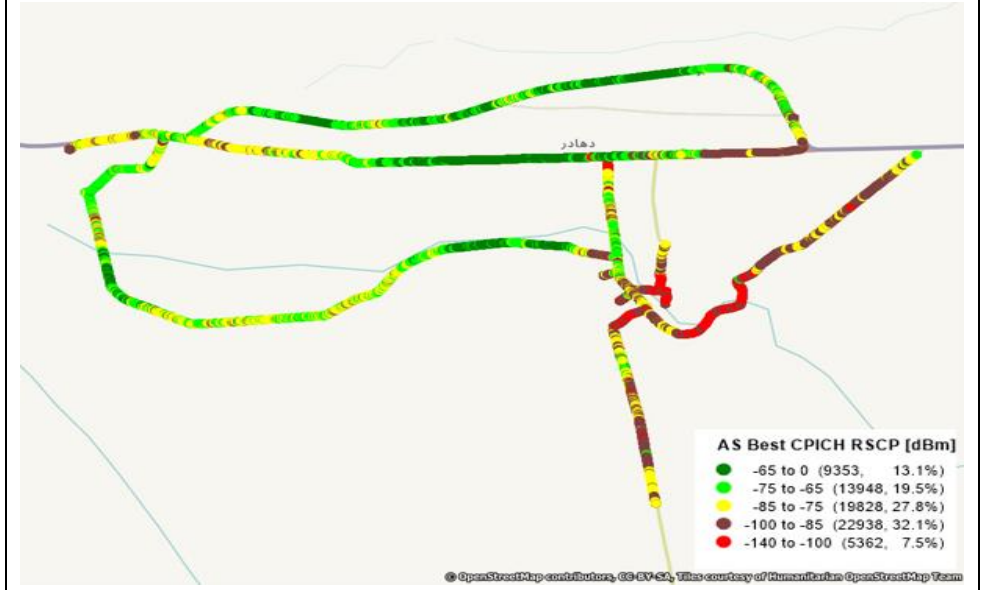 دهادر
AS Best CPICH RSCP [dBm]
-65 to 0 (9353, 13.1%)
-75 to -65 (13948, 19.5%)
-85 to -75 (19828, 27.8%)
-100 to -85 (22938, 32.1%)
-140 to -100 (5362, 7.5%)
© OpenStreetMap contributors, CC-BY-SA, Tiles courtesy of Humanitarian OpenStreetMap Team